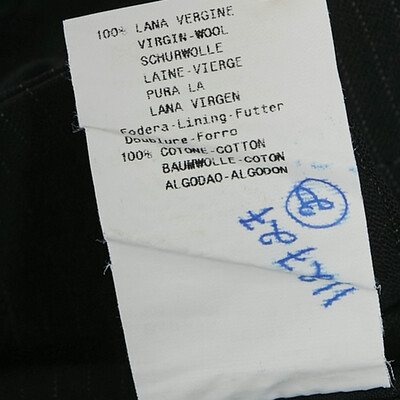 100% LANA VERGINE
VIRGIN-WOOL
SCHURWOLLE
LAINE-VIERGE
PURA LA
LANA VIRGEN
Fodera-Lining-Futter
Doublure-Forro
100% COTONE-COTTON
BAUMWOLLE-COTON
ALGODAO-ALGODON